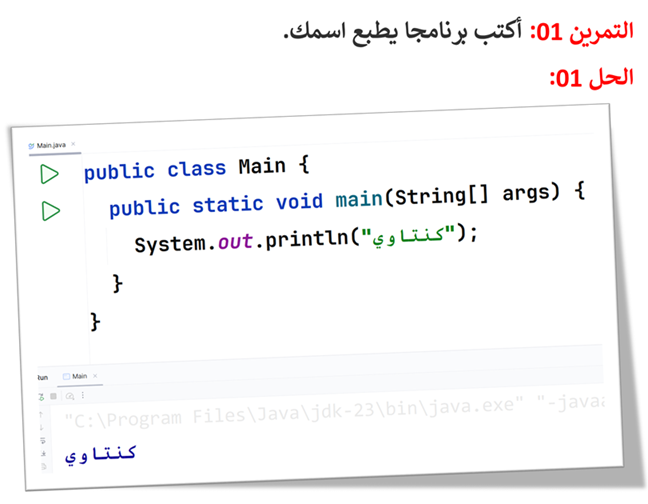 التمرين 01: أكتب برنامجا يطبع اسمك.
الحل 01:
Main.java ×
public class Main {
public static void main(String[] args) {
System.out.println("كنتاوي");
}
}
Run Main ×
"C:\Program Files\Java\jdk-23\bin\java.exe" "-javaa
كنتاوي